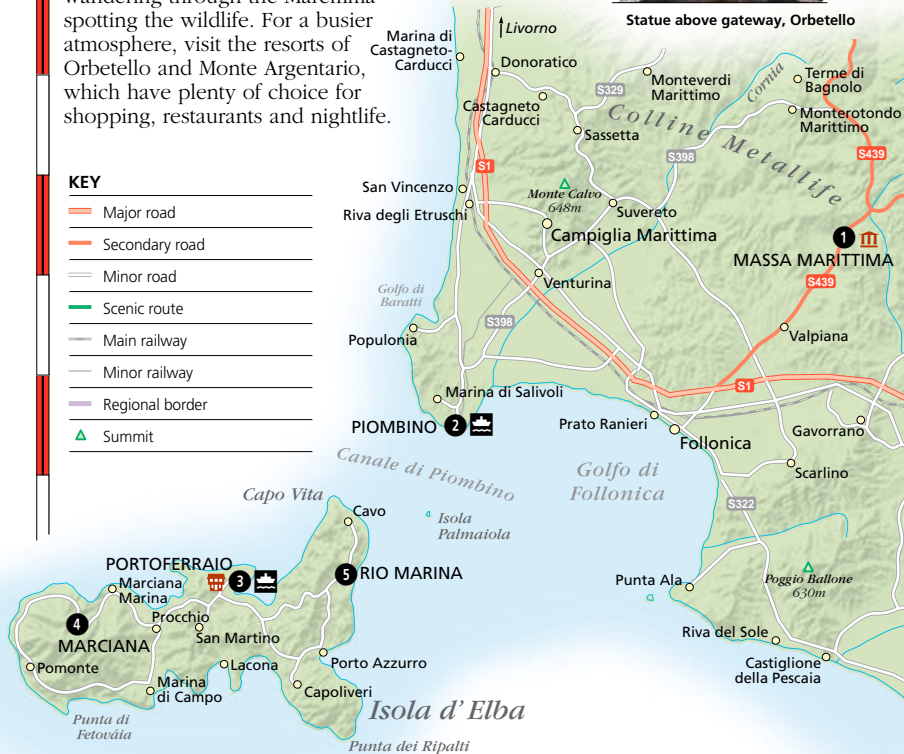 wandering through the Maremma
spotting the wildlife. For a busier
atmosphere, visit the resorts of
Orbetello and Monte Argentario,
which have plenty of choice for
shopping, restaurants and nightlife.
Statue above gateway, Orbetello
KEY
Major road
Secondary road
Minor road
Scenic route
Main railway
Minor railway
Regional border
Summit
Livorno
Marina di
Castagneto-
Carducci
Donoratico
Castagneto
Carducci
S329
Monteverdi
Marittimo
Cornia
Terme di
Bagnolo
Monterotondo
Marittimo
Sassetta
Colline Metallife
S398
S439
S1
San Vincenzo
Riva degli Etruschi
Monte Calvo
648m
Suvereto
Campiglia Marittima
1
MASSA MARITTIMA
Venturina
S439
Golfo di
Baratti
Populonia
S398
Valpiana
S1
Marina di Salivoli
PIOMBINO 2
Prato Ranieri
Follonica
Gavorrano
Scarlino
Canale di Piombino
Golfo di
Follonica
S322
Capo Vita
Cavo
Isola
Palmaiola
PORTOFERRAIO
3
5 RIO MARINA
Punta Ala
Poggio Ballone
630m
Marciana
Marina
4
MARCIANA
Procchio
San Martino
Riva del Sole
Castiglione
della Pescaia
Pomonte
Lacona
Porto Azzurro
Marina
di Campo
Capoliveri
Punta di
Fetováia
Isola d'Elba
Punta dei Ripalti